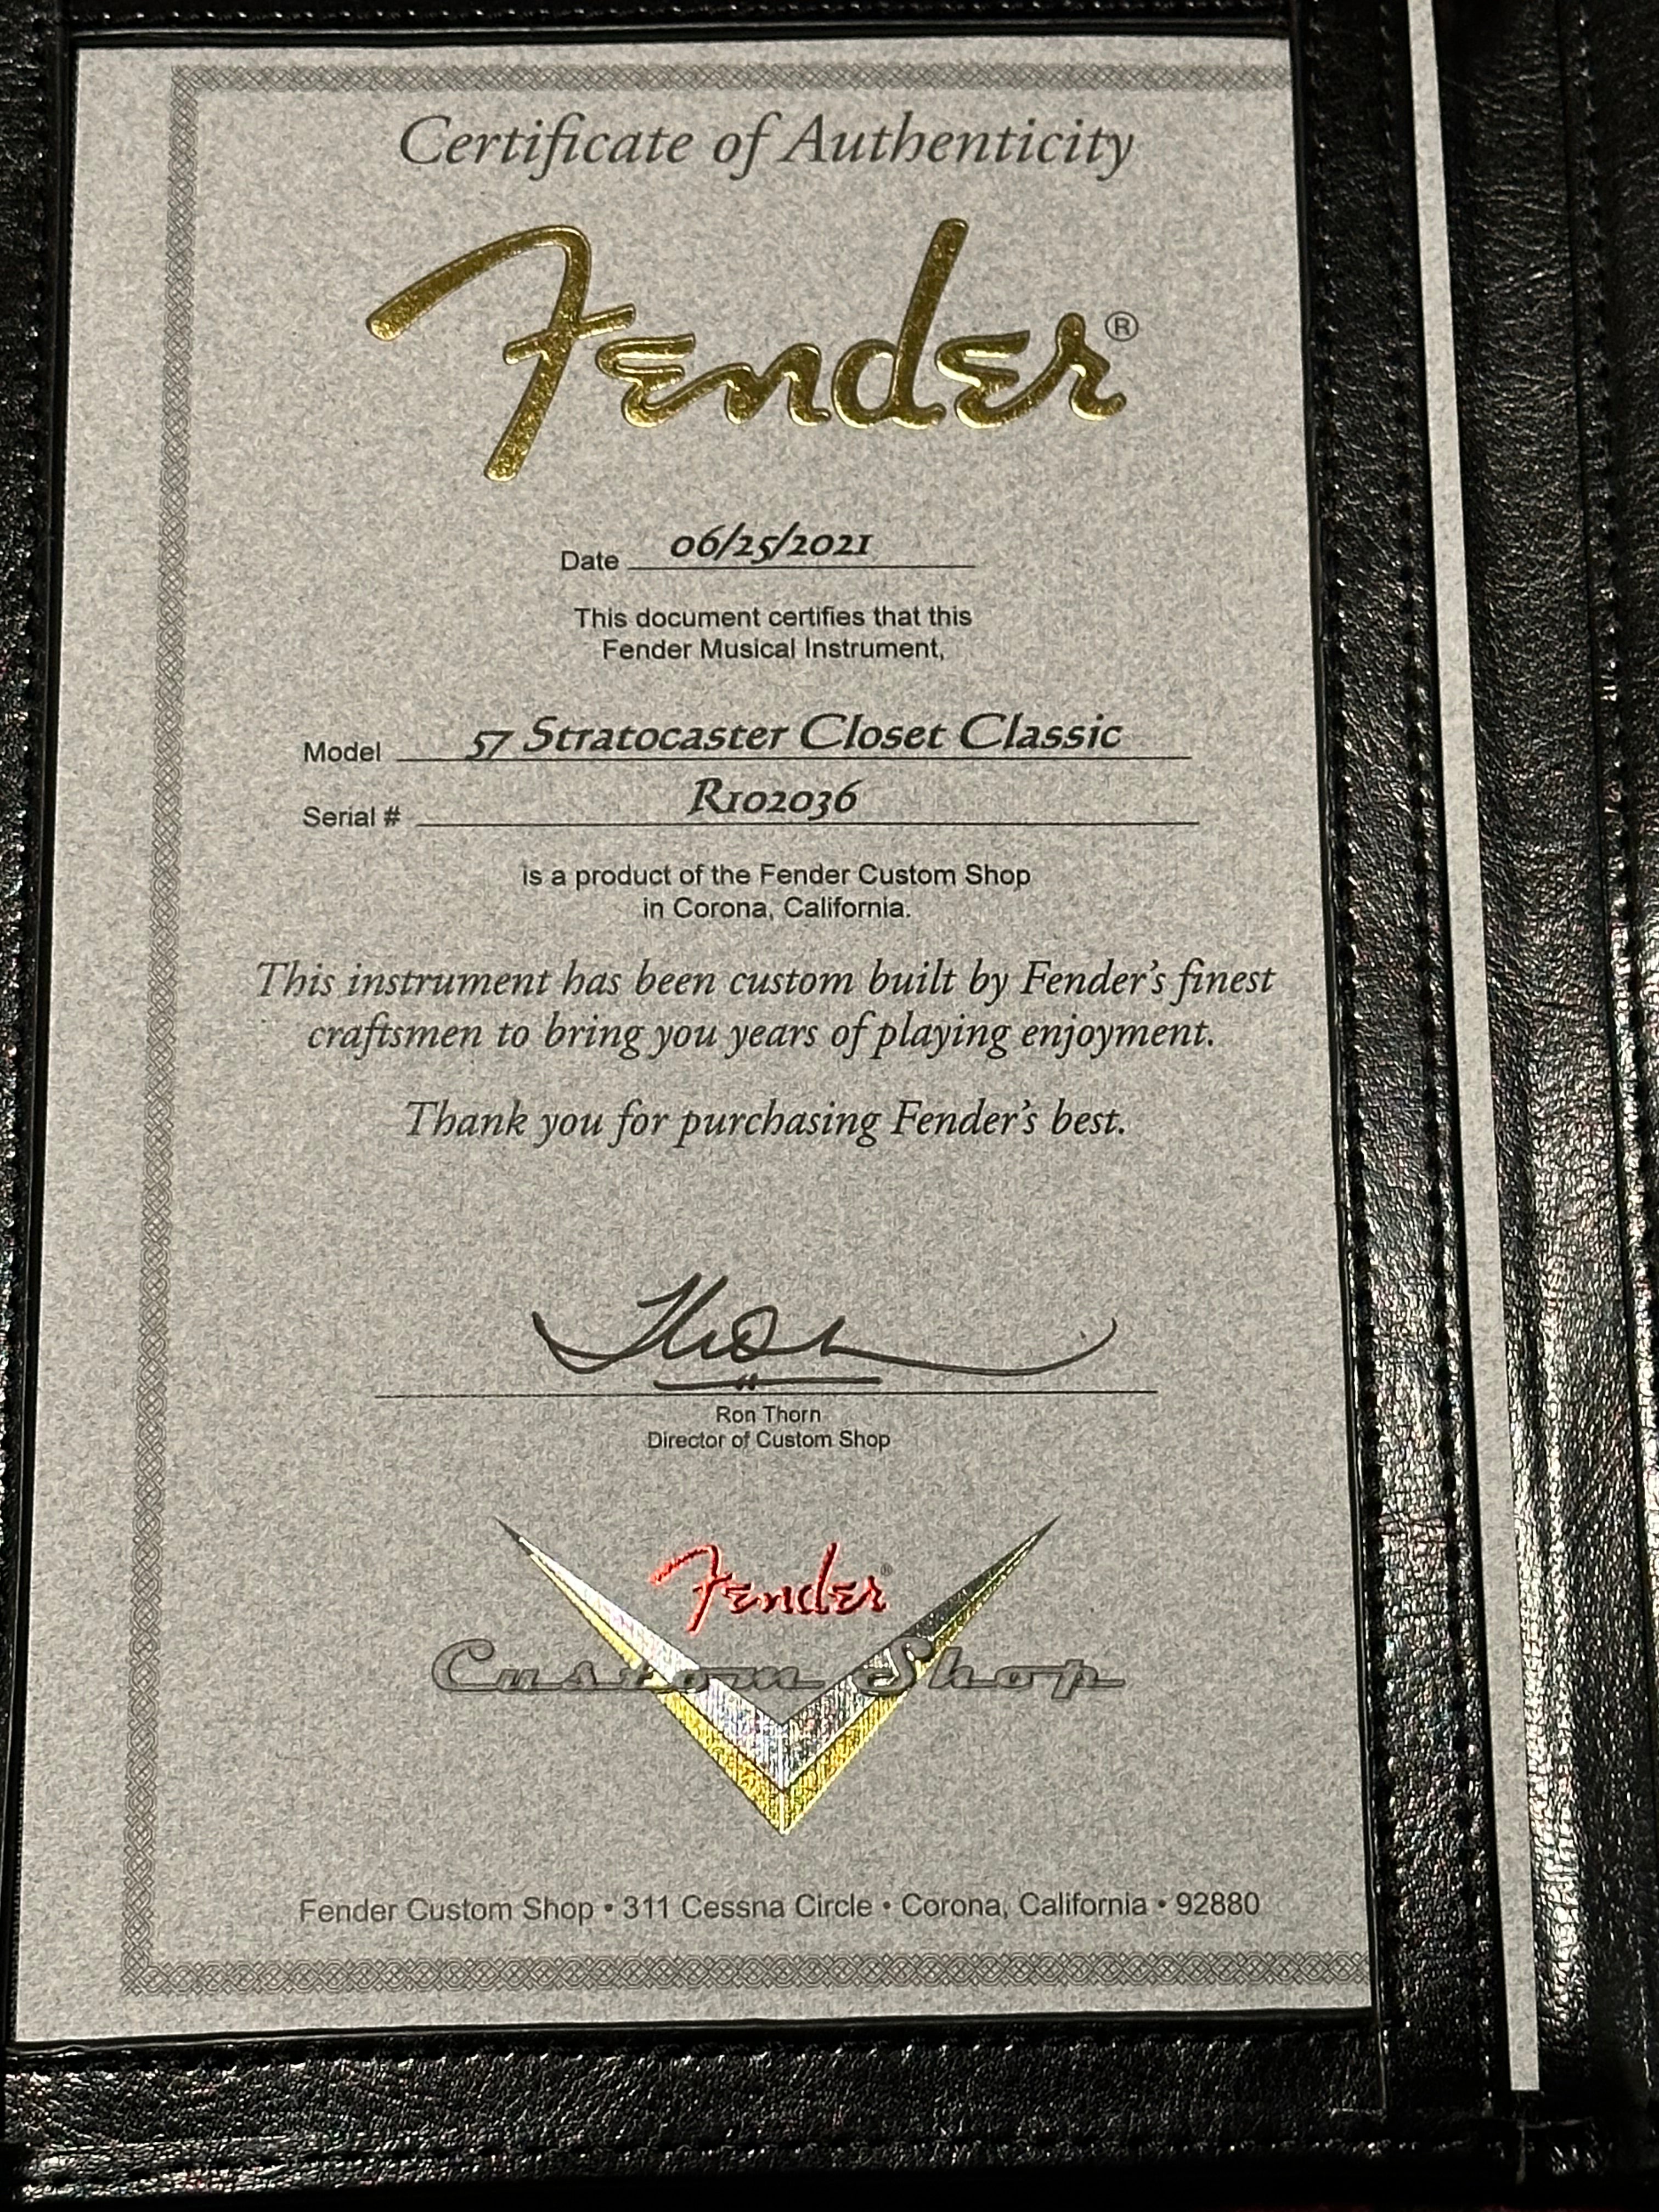 Certificate of Authenticity
Fender®
Date 06/25/2021
This document certifies that this
Fender Musical Instrument,
Model 57 Stratocaster Closet Classic
Serial # R102036
is a product of the Fender Custom Shop
in Corona, California.
This instrument has been custom built by Fender's finest
craftsmen to bring you years of playing enjoyment.
Thank you for purchasing Fender's best.
Ron Thorn
Director of Custom Shop
Fender®
Custom Shop
Fender Custom Shop • 311 Cessna Circle • Corona, California • 92880